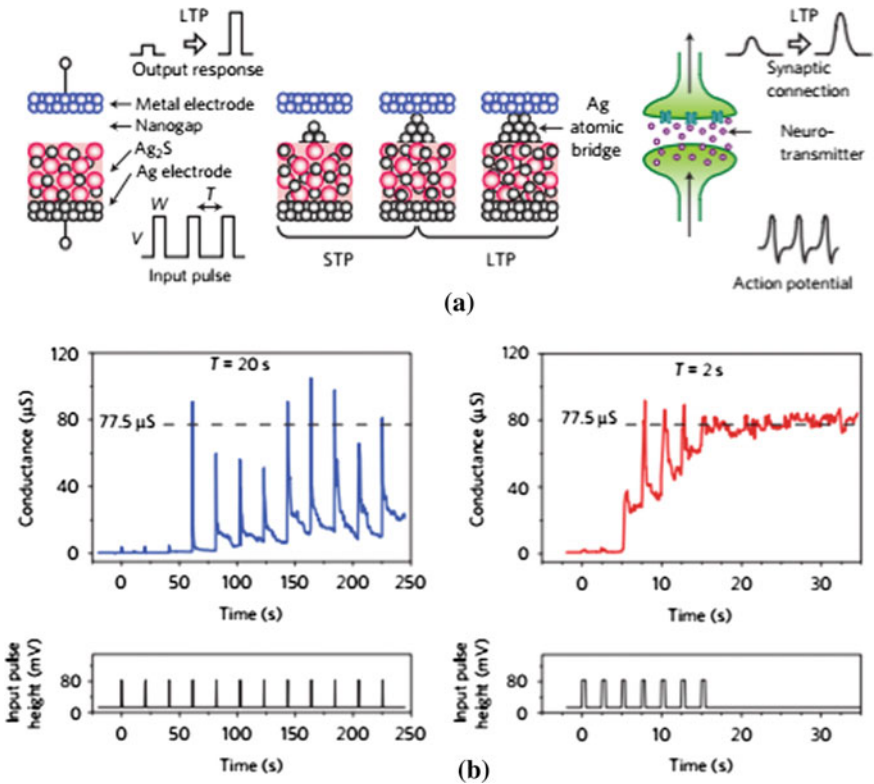 LTP
Output response
Metal electrode
Nanogap
Ag2S
Ag electrode
W
T
V
Input pulse
STP
LTP
Ag
atomic
bridge
LTP
Synaptic
connection
Neuro-
transmitter
Action potential
(a)
120
80
40
0
Conductance (µS)
T = 20 s
77.5 µS
0 50 100 150 200 250
Time (s)
Input pulse
height (mV)
80
0
0 50 100 150 200 250
Time (s)
120
80
40
0
Conductance (µS)
T = 2 s
77.5 µS
0 10 20 30
Time (s)
Input pulse
height (mV)
80
0
0 10 20 30
Time (s)
(b)